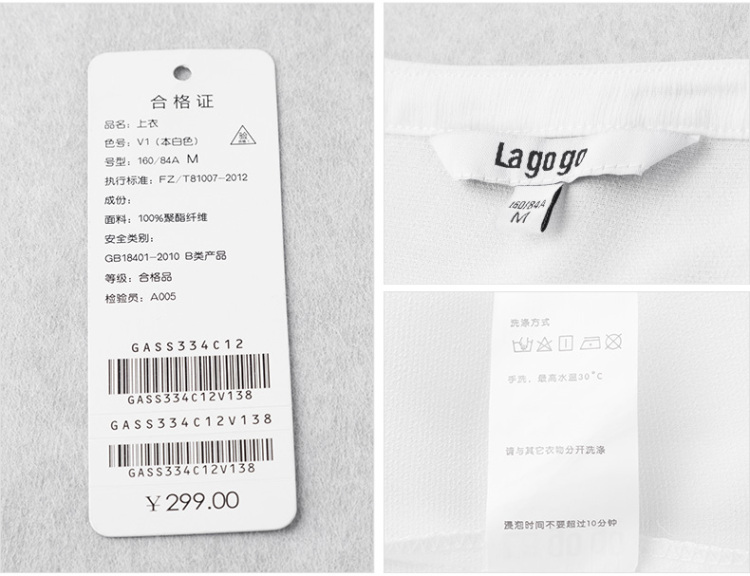 合格证
品名：上衣
色号：V1（本白色）
号型：160/84A M
执行标准：FZ/T81007-2012
成份：
面料：100%聚酯纤维
安全类别：
GB18401-2010 B类产品
等级：合格品
检验员：A005
GASS334C12
GASS334C12V138
GASS334C12V138
GASS334C12V138
￥299.00
Lagogo
160/84A
M
洗涤方式
手洗，最高水温30°C
请与其它衣物分开洗涤
浸泡时间不要超过10分钟